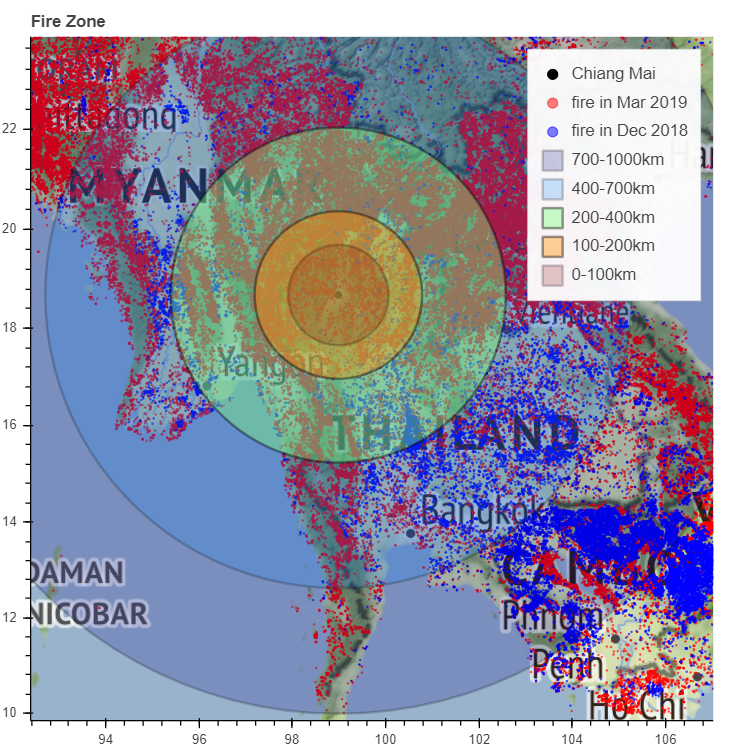 Fire Zone
Chiang Mai
fire in Mar 2019
fire in Dec 2018
700-1000km
400-700km
200-400km
100-200km
0-100km
22
20
18
16
14
12
10
MYANMA
Yangon
THAILAND
Bangkok
DAMAN
NICOBAR
Phnum
Penh
Ho Chi
94
96
98
100
102
104
106